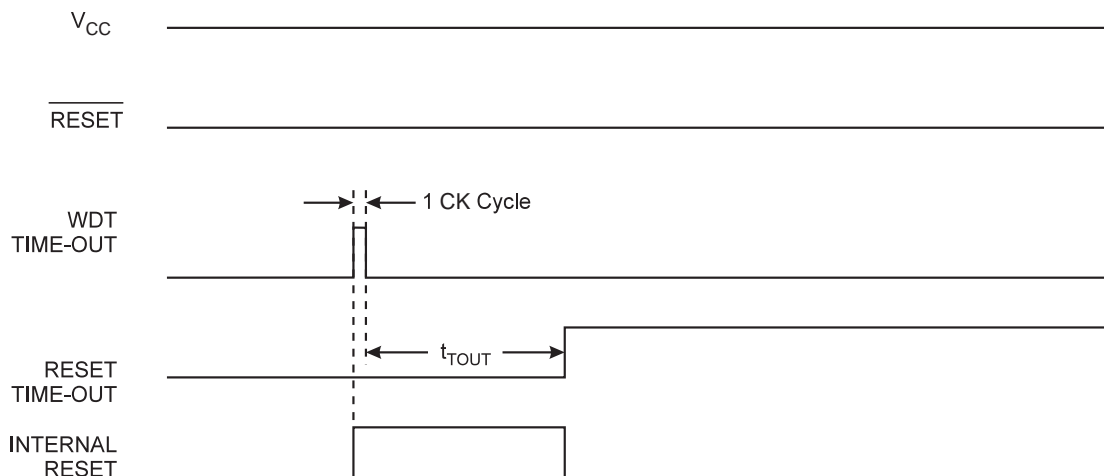 VCC
RESET
1 CK Cycle
WDT
TIME-OUT
tTOUT
RESET
TIME-OUT
INTERNAL
RESET